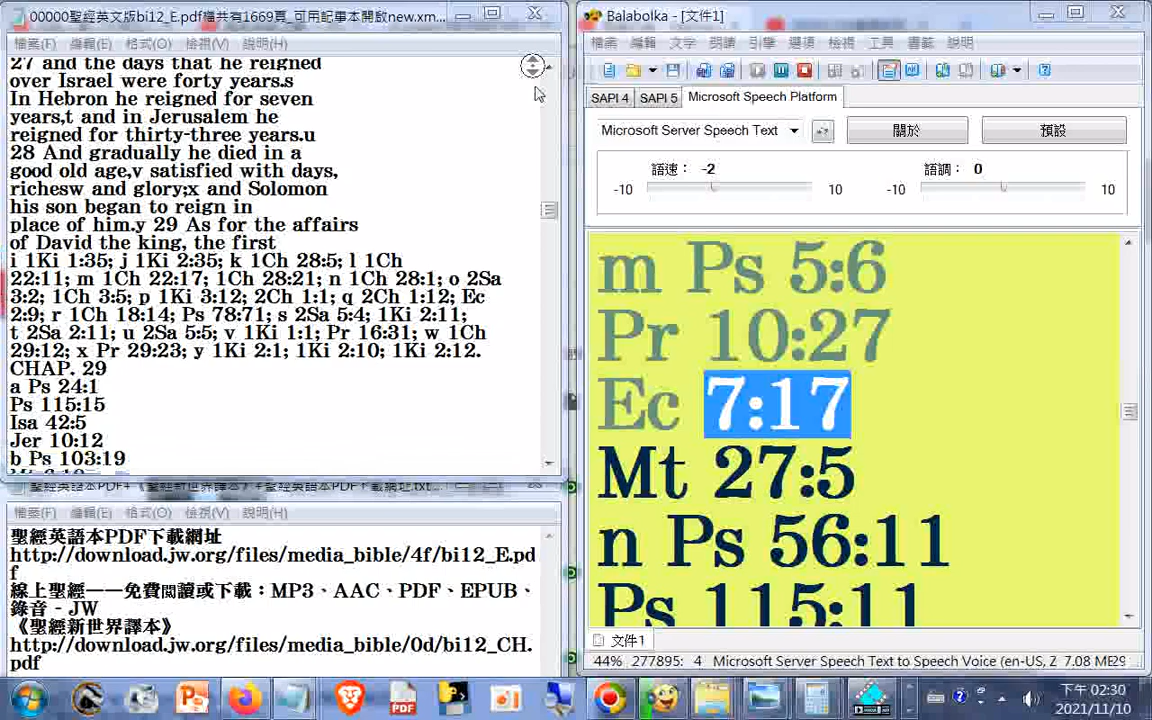 00000聖經英文版bi12_E.pdf檔共有1669頁_可用記事本開啟new.xm...
檔案(F) 編輯(E) 格式(O) 檢視(V) 說明(H)
27 and the days that he reigned
over Israel were forty years.s
In Hebron he reigned for seven
years,t and in Jerusalem he
reigned for thirty-three years.u
28 And gradually he died in a
good old age,v satisfied with days,
richesw and glory;x and Solomon
his son began to reign in
place of him.y 29 As for the affairs
of David the king, the first
i 1Ki 1:35; j 1Ki 2:35; k 1Ch 28:5; l 1Ch
22:11; m 1Ch 22:17; 1Ch 28:21; n 1Ch 28:1; o 2Sa
3:2; 1Ch 3:5; p 1Ki 3:12; 2Ch 1:1; q 2Ch 1:12; Ec
2:9; r 1Ch 18:14; Ps 78:71; s 2Sa 5:4; 1Ki 2:11;
t 2Sa 2:11; u 2Sa 5:5; v 1Ki 1:1; Pr 16:31; w 1Ch
29:12; x Pr 29:23; y 1Ki 2:1; 1Ki 2:10; 1Ki 2:12.
CHAP. 29
a Ps 24:1
Ps 115:15
Isa 42:5
Jer 10:12
b Ps 103:19
檔案(F) 編輯(E) 格式(O) 檢視(V) 說明(H)
聖經英語本PDF下載網址
http://download.jw.org/files/media_bible/4f/bi12_E.pd
f
線上聖經——免費閱讀或下載：MP3、AAC、PDF、EPUB、
錄音 - JW
《聖經新世界譯本》
http://download.jw.org/files/media_bible/0d/bi12_CH.
pdf
Balabolka - [文件1]
檔案 編輯 文字 朗讀 引擎 選項 檢視 工具 書籤 說明
SAPI 4 SAPI 5 Microsoft Speech Platform
Microsoft Server Speech Text 關於 預設
語速： -2 語調： 0
-10 10 -10 10
m Ps 5:6
Pr 10:27
Ec 7:17
Mt 27:5
n Ps 56:11
Ps 115:11
文件1
44% 277895: 4 Microsoft Server Speech Text to Speech Voice (en-US, Z 7.08 ME29
下午 02:30
2021/11/10